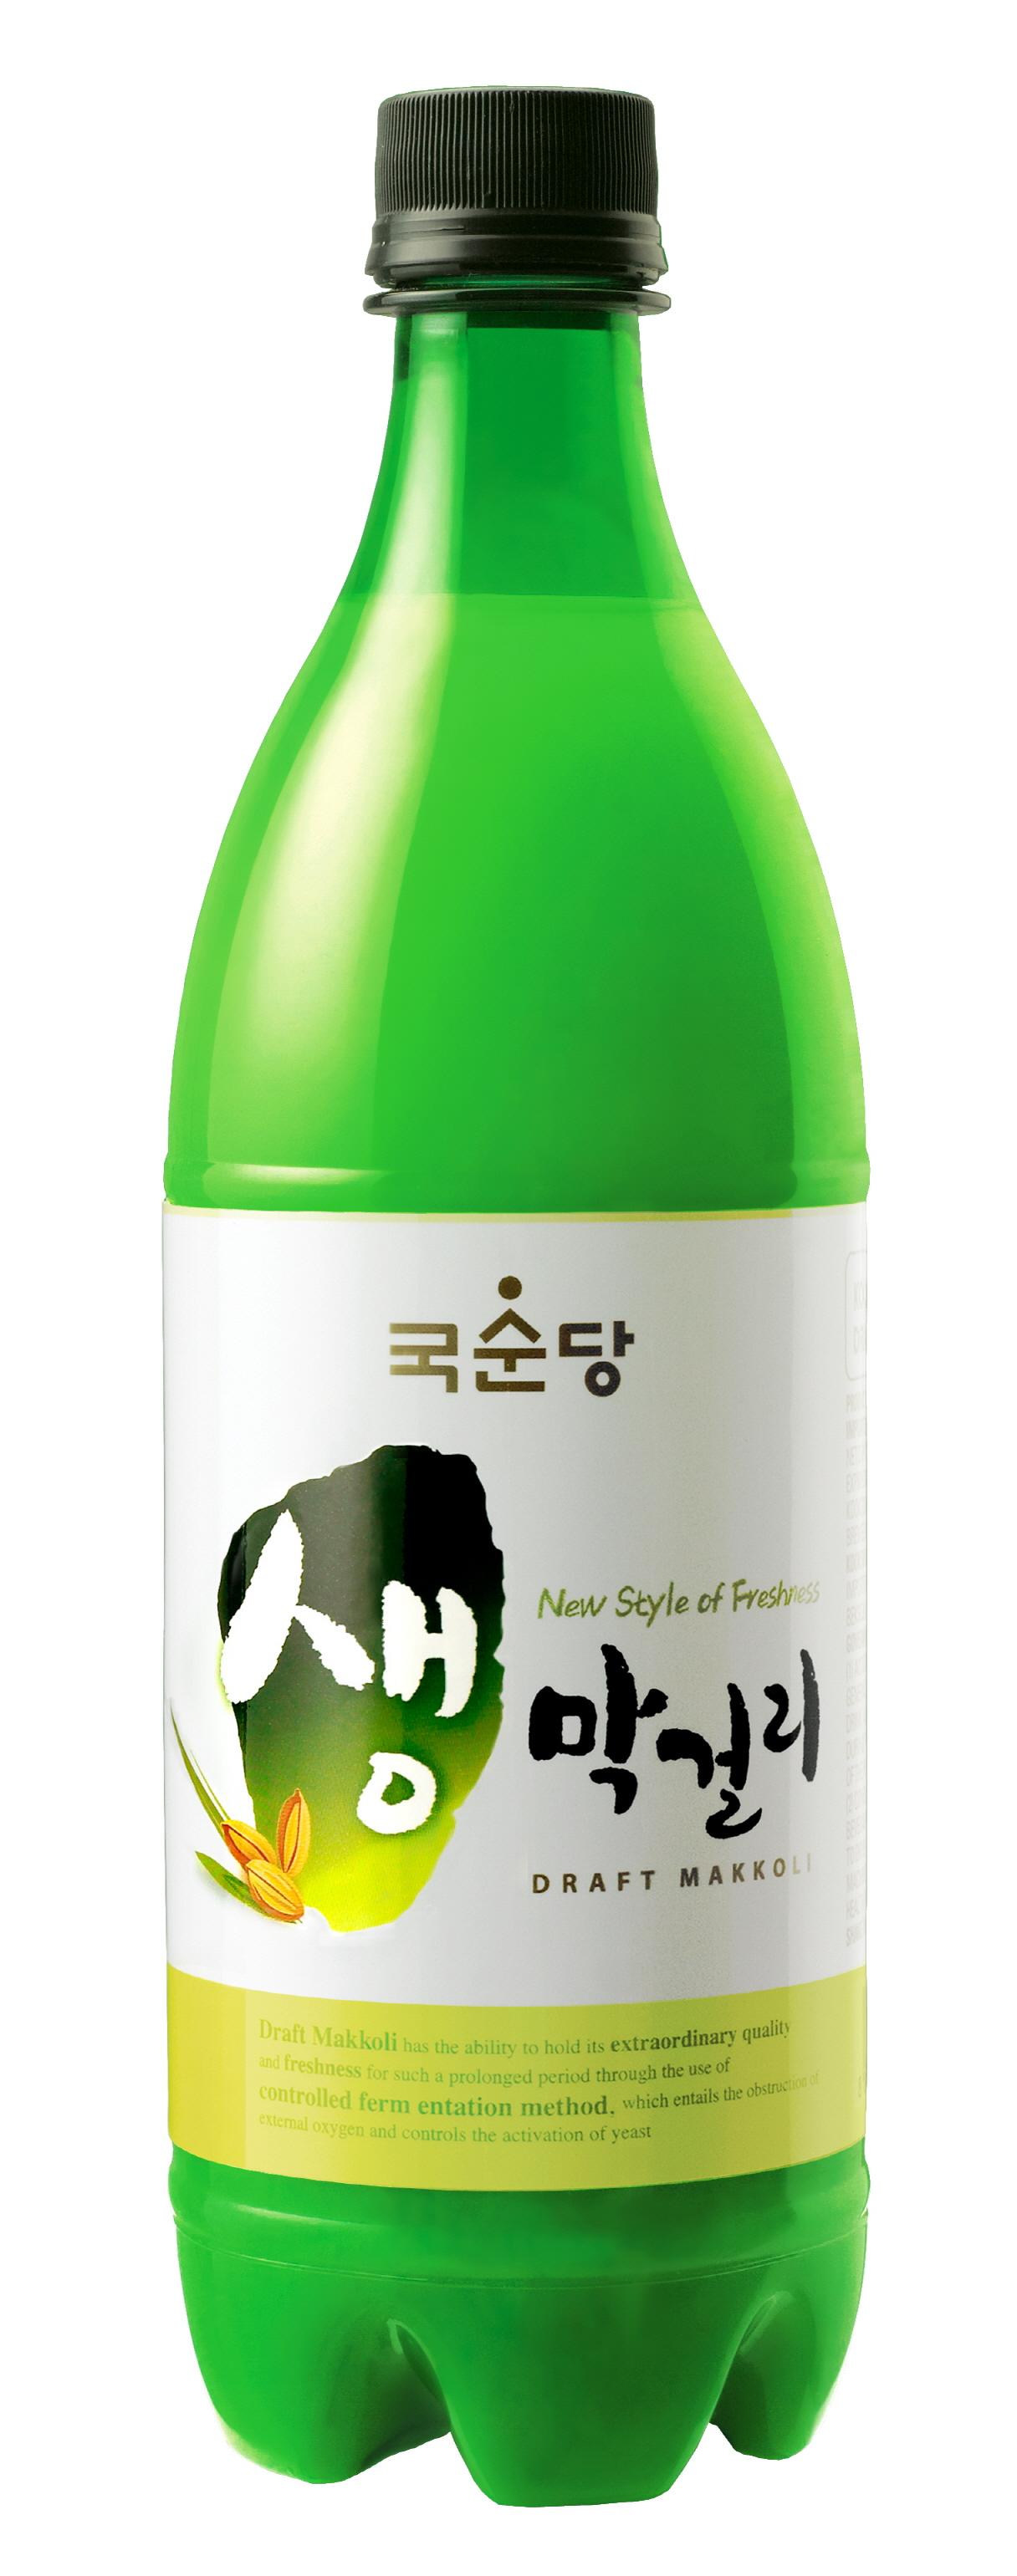 국순당
생
New Style of Freshness
막걸리
DRAFT MAKKOLI
Draft Makkoli has the ability to hold its extraordinary quality
and freshness for such a prolonged period through the use of
controlled ferm entation method, which entails the obstruction of
external oxygen and controls the activation of yeast